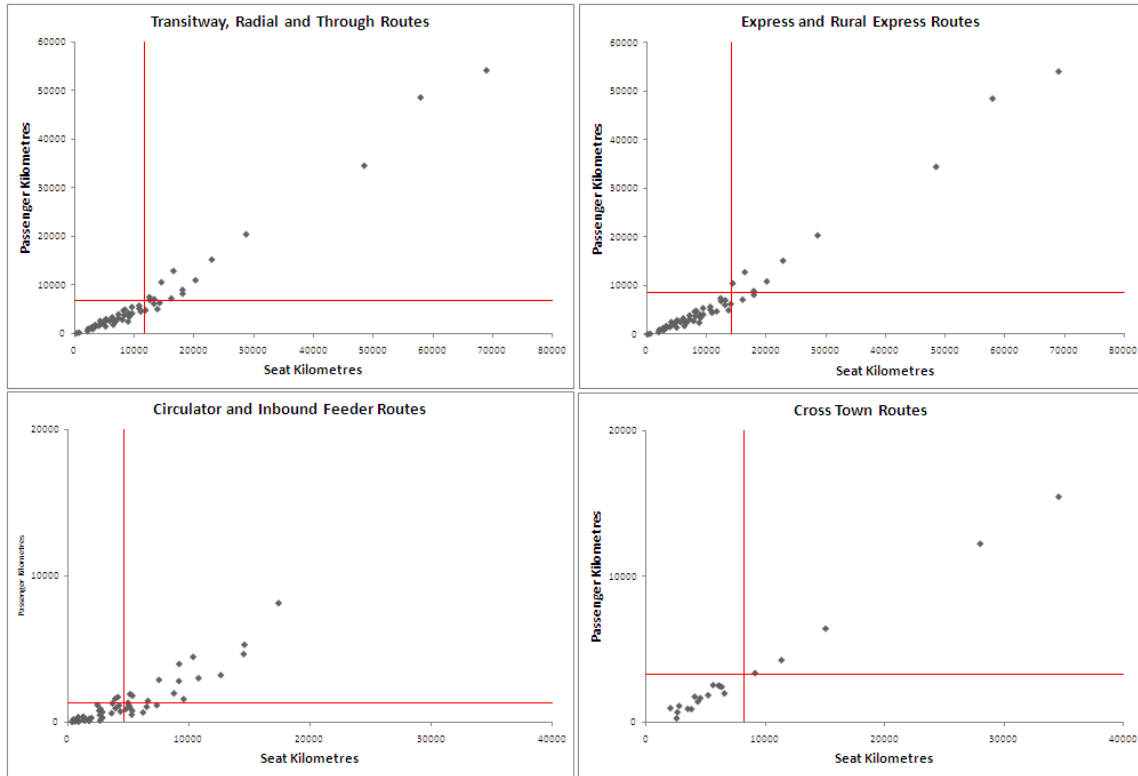 Transitway, Radial and Through Routes
60000
50000
40000
30000
20000
10000
0
Passenger Kilometres
0 10000 20000 30000 40000 50000 60000 70000 80000
Seat Kilometres
Express and Rural Express Routes
60000
50000
40000
30000
20000
10000
0
Passenger Kilometres
0 10000 20000 30000 40000 50000 60000 70000 80000
Seat Kilometres
Circulator and Inbound Feeder Routes
20000
10000
0
Passenger Kilometres
0 10000 20000 30000 40000
Seat Kilometres
Cross Town Routes
20000
10000
0
Passenger Kilometres
0 10000 20000 30000 40000
Seat Kilometres